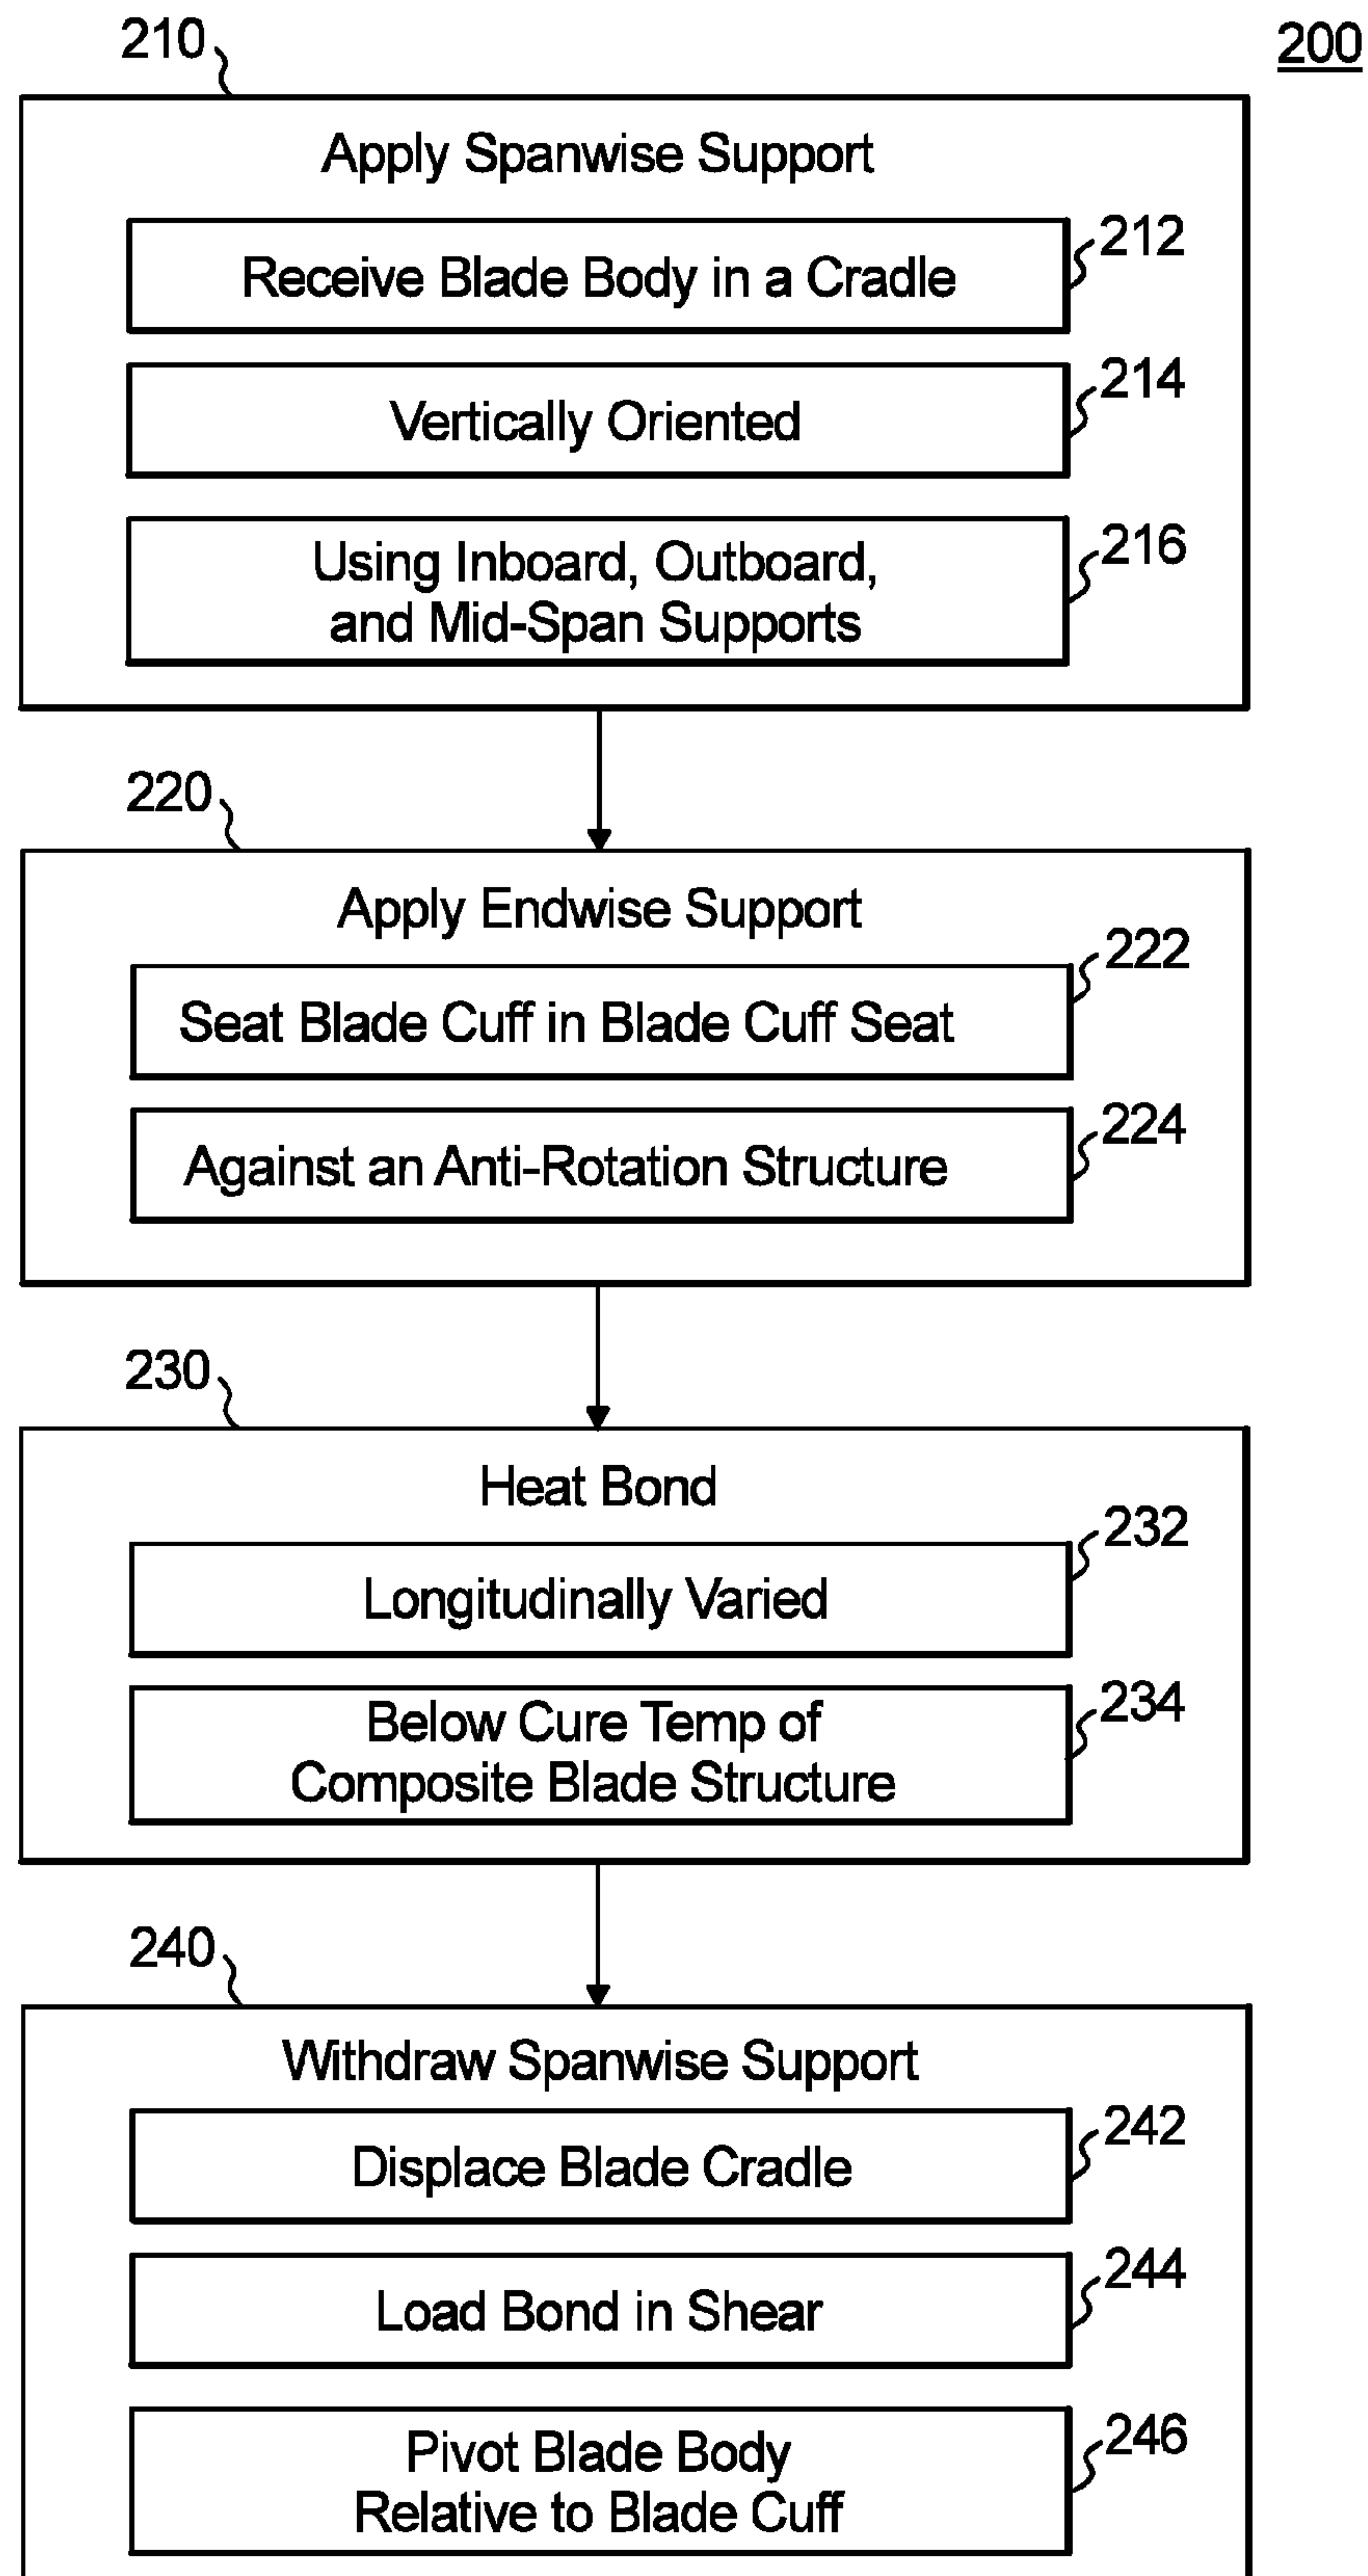 200
210
Apply Spanwise Support
Receive Blade Body in a Cradle
212
Vertically Oriented
214
Using Inboard, Outboard,
and Mid-Span Supports
216
220
Apply Endwise Support
Seat Blade Cuff in Blade Cuff Seat
222
Against an Anti-Rotation Structure
224
230
Heat Bond
Longitudinally Varied
232
Below Cure Temp of
Composite Blade Structure
234
240
Withdraw Spanwise Support
Displace Blade Cradle
242
Load Bond in Shear
244
Pivot Blade Body
Relative to Blade Cuff
246